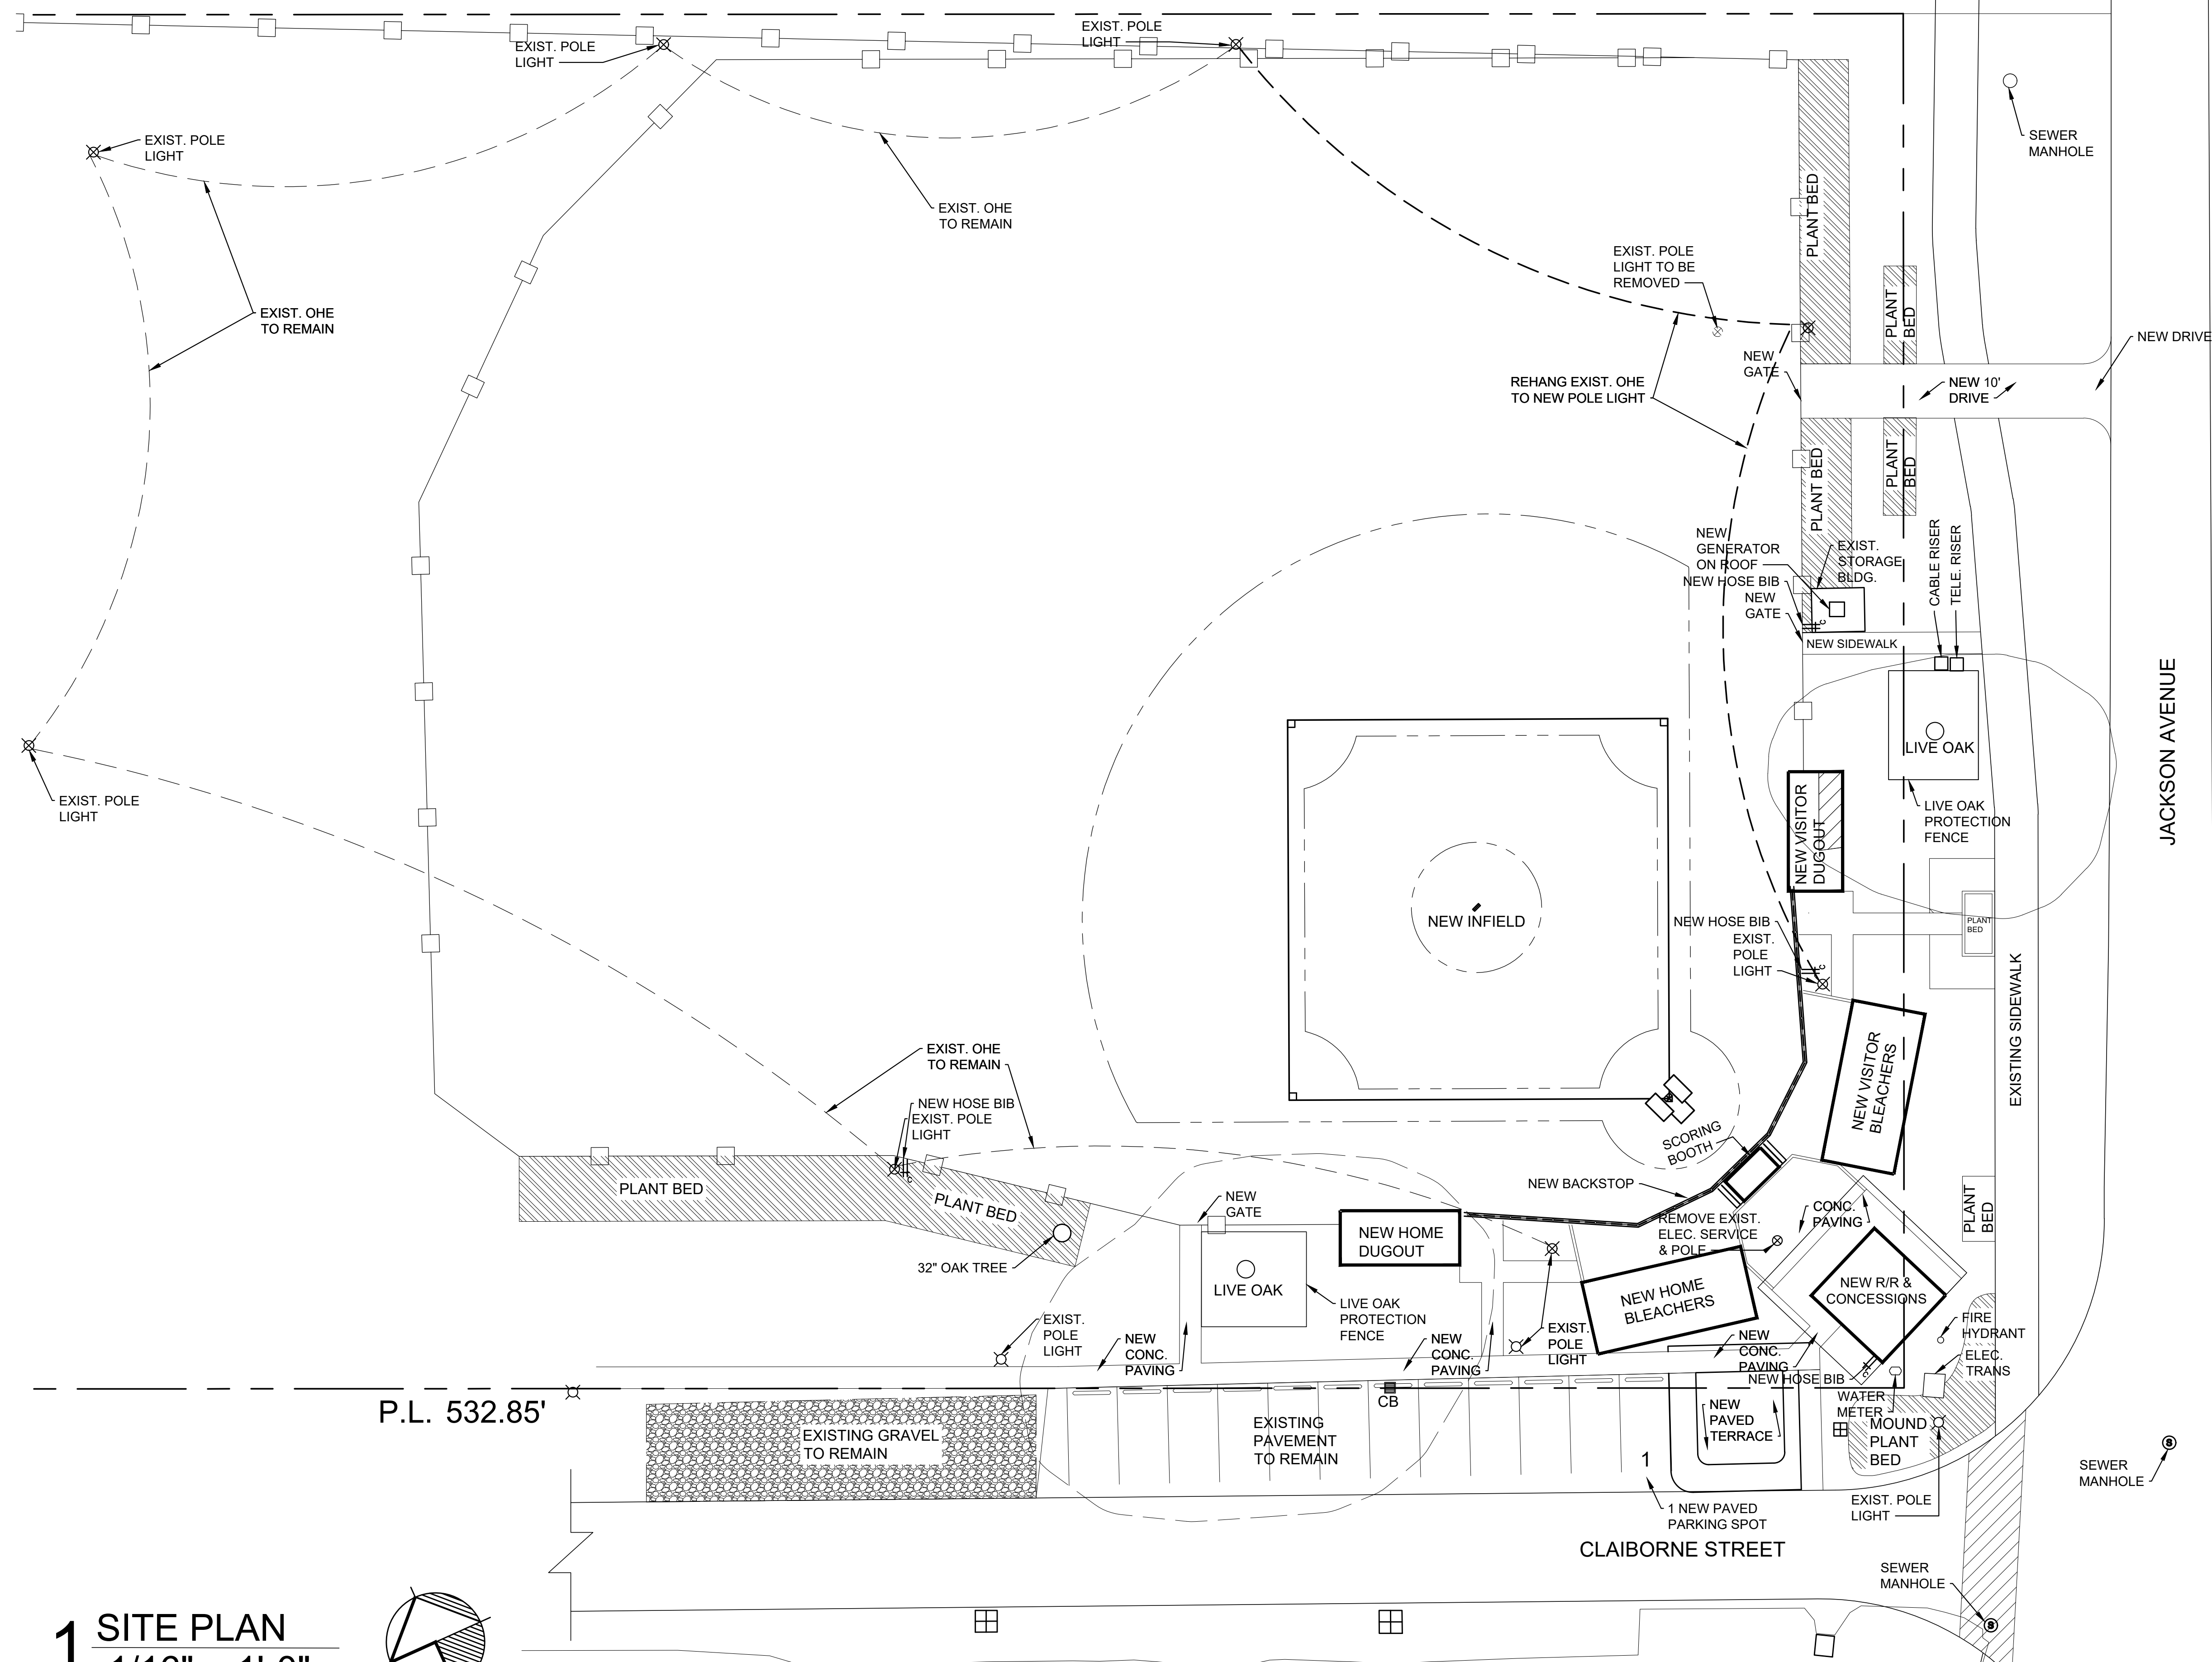 EXIST. POLE
LIGHT
EXIST. POLE
LIGHT
EXIST. POLE
LIGHT
SEWER
MANHOLE
EXIST. OHE
TO REMAIN
PLANT BED
EXIST. POLE
LIGHT TO BE
REMOVED
EXIST. OHE
TO REMAIN
PLANT
BED
NEW DRIVE
NEW
GATE
REHANG EXIST. OHE
TO NEW POLE LIGHT
NEW 10'
DRIVE
PLANT BED
PLANT
BED
NEW
GENERATOR
ON ROOF
EXIST.
STORAGE
BLDG.
CABLE RISER
TELE. RISER
NEW HOSE BIB
NEW
GATE
C
NEW SIDEWALK
JACKSON AVENUE
LIVE OAK
EXIST. POLE
LIGHT
LIVE OAK
PROTECTION
FENCE
NEW VISITOR
DUGOUT
NEW INFIELD
NEW HOSE BIB
PLANT
BED
EXIST.
POLE
LIGHT
C
EXISTING SIDEWALK
EXIST. OHE
TO REMAIN
NEW VISITOR
BLEACHERS
NEW HOSE BIB
EXIST. POLE
LIGHT
C
SCORING
BOOTH
PLANT BED
PLANT BED
NEW BACKSTOP
NEW
GATE
REMOVE EXIST.
ELEC. SERVICE
& POLE
CONC.
PAVING
PLANT
BED
NEW HOME
DUGOUT
32" OAK TREE
LIVE OAK
NEW HOME
BLEACHERS
NEW R/R &
CONCESSIONS
LIVE OAK
PROTECTION
FENCE
EXIST.
POLE
LIGHT
NEW
CONC.
PAVING
NEW
CONC.
PAVING
EXIST.
POLE
LIGHT
NEW
CONC.
PAVING
FIRE
HYDRANT
ELEC.
TRANS
NEW HOSE BIB
C
WATER
METER
P.L. 532.85'
CB
EXISTING GRAVEL
TO REMAIN
EXISTING
PAVEMENT
TO REMAIN
NEW
PAVED
TERRACE
MOUND
PLANT
BED
1
S
SEWER
MANHOLE
1 NEW PAVED
PARKING SPOT
EXIST. POLE
LIGHT
CLAIBORNE STREET
SEWER
MANHOLE
S
1 SITE PLAN